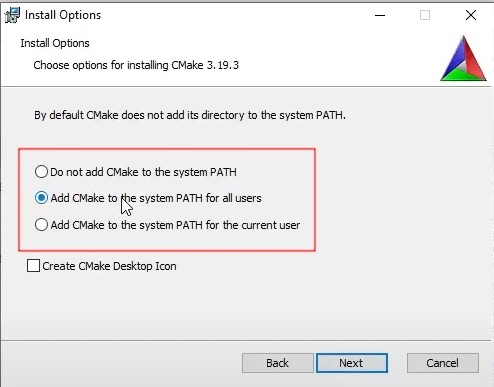 Install Options
Install Options
Choose options for installing CMake 3.19.3
By default CMake does not add its directory to the system PATH.
Do not add CMake to the system PATH
Add CMake to the system PATH for all users
Add CMake to the system PATH for the current user
Create CMake Desktop Icon
Back Next Cancel